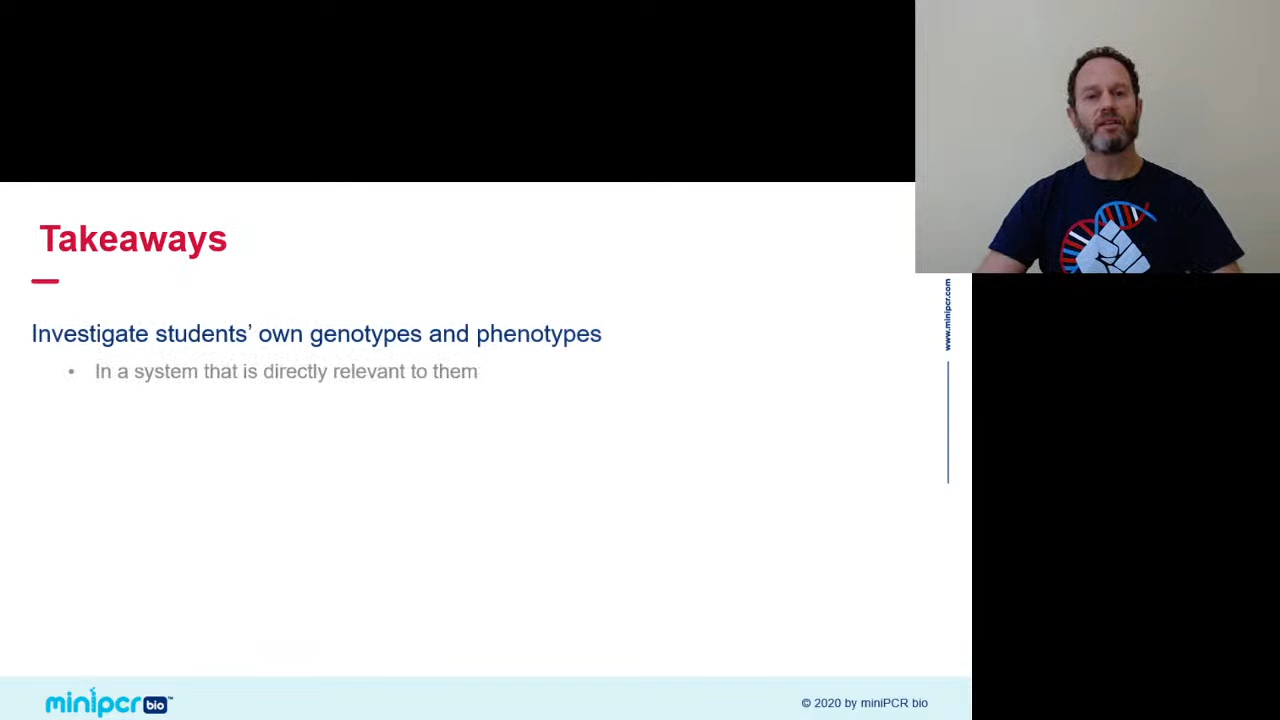 Takeaways
Investigate students’ own genotypes and phenotypes
• In a system that is directly relevant to them
www.minipcr.com
minipcr bio™
© 2020 by miniPCR bio